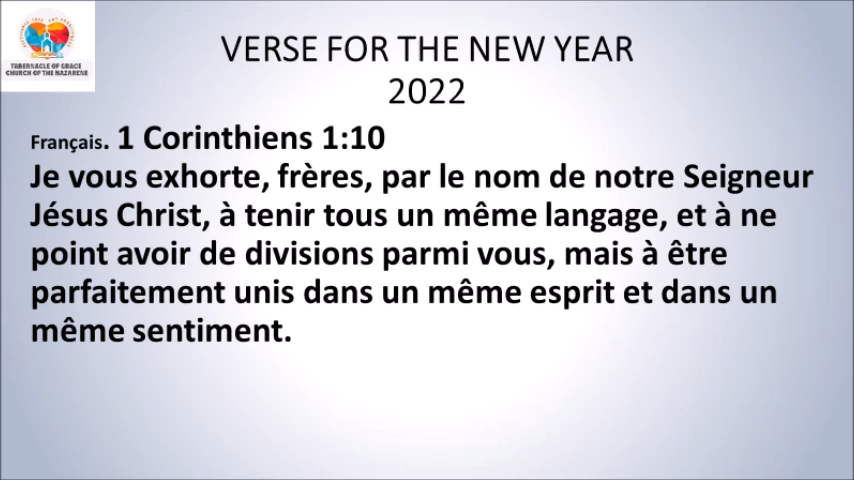 TABERNACLE OF GRACE
CHURCH OF THE NAZARENE
VERSE FOR THE NEW YEAR
2022
Français. 1 Corinthiens 1:10
Je vous exhorte, frères, par le nom de notre Seigneur
Jésus Christ, à tenir tous un même langage, et à ne
point avoir de divisions parmi vous, mais à être
parfaitement unis dans un même esprit et dans un
même sentiment.